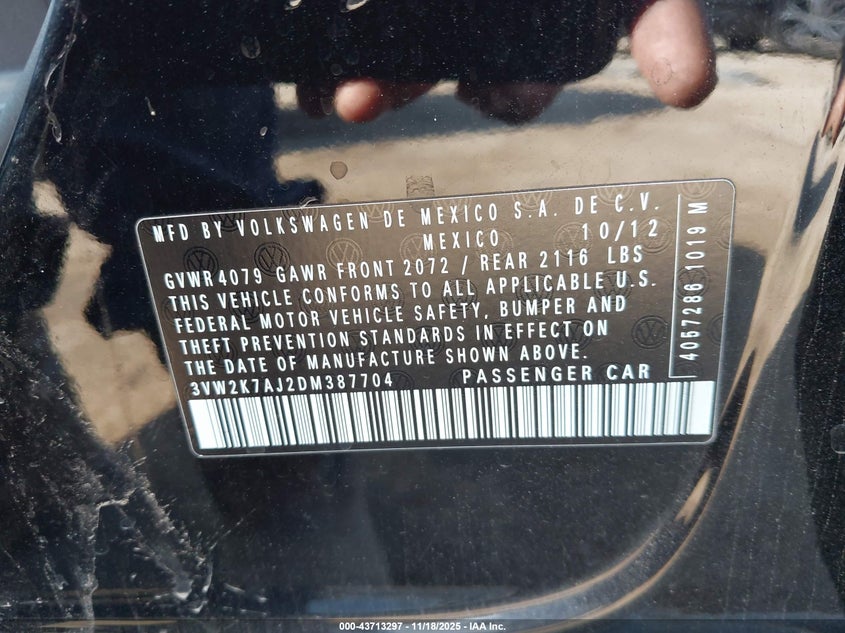 MFD BY VOLKSWAGEN DE MEXICO S.A. DE C.V.
MEXICO 10/12
GVWR4079 GAWR FRONT 2072 / REAR 2116 LBS
THIS VEHICLE CONFORMS TO ALL APPLICABLE U.S.
FEDERAL MOTOR VEHICLE SAFETY, BUMPER AND
THEFT PREVENTION STANDARDS IN EFFECT ON
THE DATE OF MANUFACTURE SHOWN ABOVE.
3VW2K7AJ2DM387704 PASSENGER CAR
4057286 1019 M
000-43713297 - 11/18/2025 - IAA Inc.